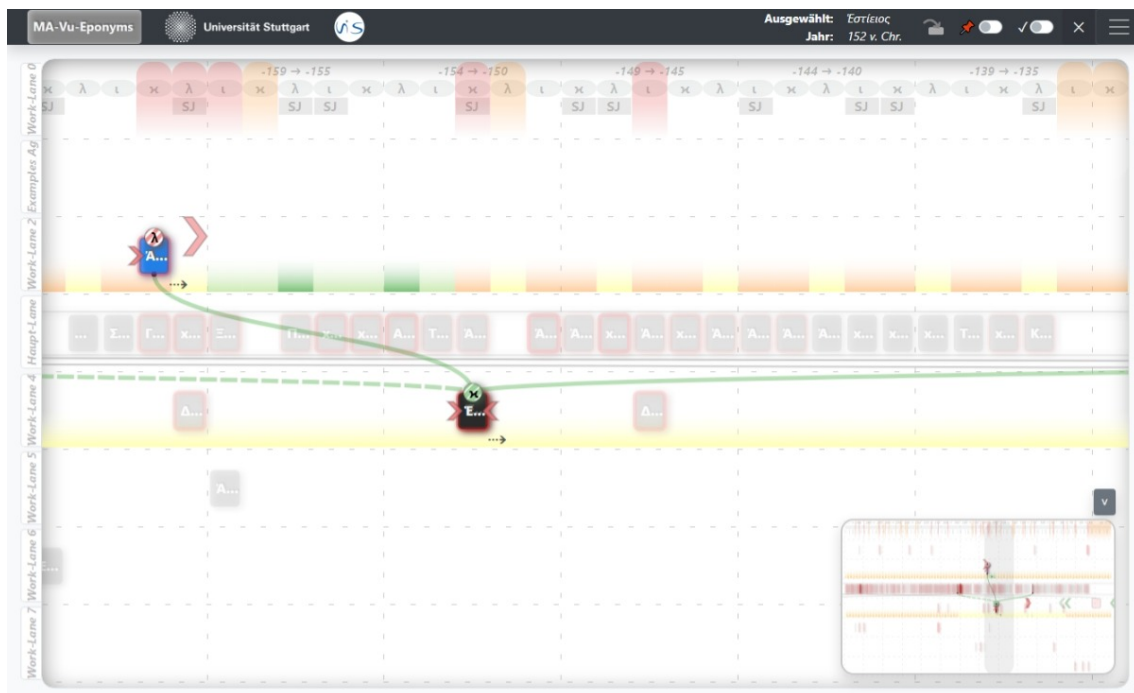 MA-Vu-Eponyms
Universität Stuttgart
vis
Ausgewählt: Ἑστίειος
Jahr: 152 v. Chr.
Work-Lane 0
-159 → -155 -154 → -150 -149 → -145 -144 → -140 -139 → -135
ϰ λ ι ϰ λ ι ϰ λ ι ϰ λ ι ϰ λ ι ϰ λ ι ϰ λ ι ϰ λ ι ϰ λ ι ϰ λ ι ϰ
SJ SJ SJ SJ SJ SJ SJ SJ SJ SJ SJ
Examples Ag
Work-Lane 2
λ
Ἀ...
Haupt-Lane
... Σ... Γ... χ... Ξ... Π... χ... χ... Α... Τ... Ἀ... Ἀ... Ἀ... χ... Ἀ... χ... Ἀ... Ἀ... Ἀ... Ἀ... χ... χ... χ... Τ... χ... Κ...
Work-Lane 4
ϰ
Δ... Ἑ... Δ...
Work-Lane 5
Ἀ...
v
Work-Lane 6
Work-Lane 7